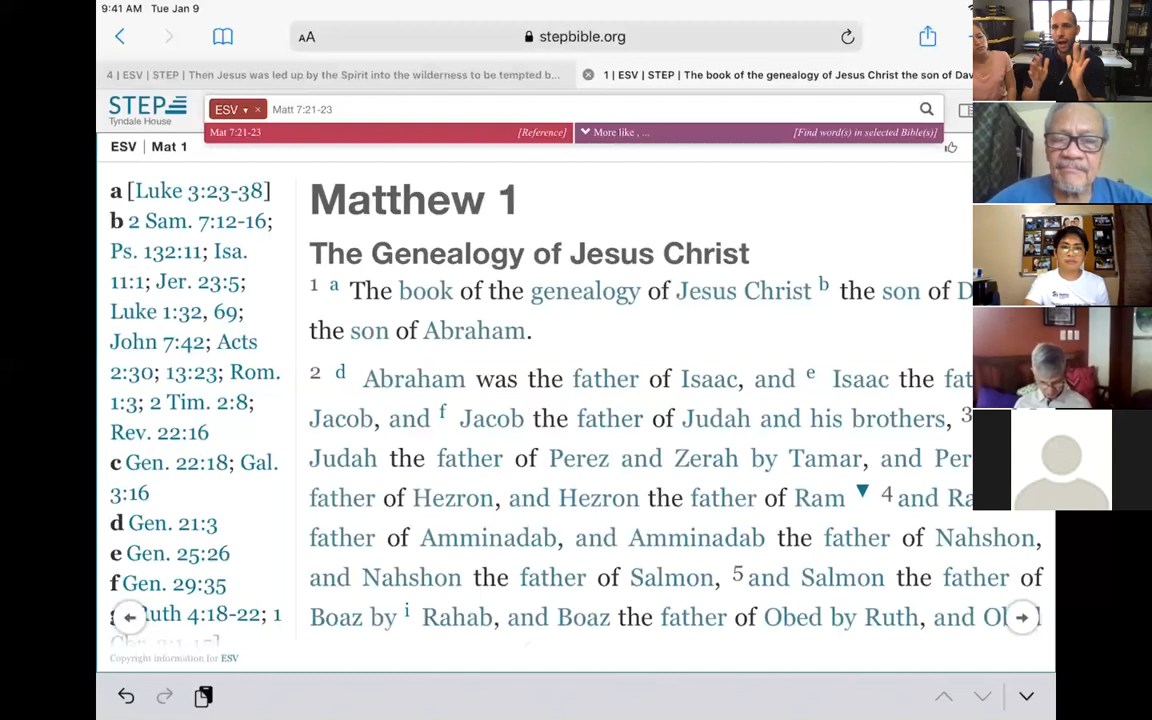 9:41 AM Tue Jan 9
AA stepbible.org
4 | ESV | STEP | Then Jesus was led up by the Spirit into the wilderness to be tempted b...
1 | ESV | STEP | The book of the genealogy of Jesus Christ the son of Dav
STEP
Tyndale House
ESV Matt 7:21-23
Mat 7:21-23 [Reference] More like , ... [Find word(s) in selected Bible(s)]
ESV | Mat 1
a [Luke 3:23-38]
b 2 Sam. 7:12-16;
Ps. 132:11; Isa.
11:1; Jer. 23:5;
Luke 1:32, 69;
John 7:42; Acts
2:30; 13:23; Rom.
1:3; 2 Tim. 2:8;
Rev. 22:16
c Gen. 22:18; Gal.
3:16
d Gen. 21:3
e Gen. 25:26
f Gen. 29:35
Ruth 4:18-22; 1
Matthew 1
The Genealogy of Jesus Christ
1 a The book of the genealogy of Jesus Christ b the son of D
the son of Abraham.
2 d Abraham was the father of Isaac, and e Isaac the fat
Jacob, and f Jacob the father of Judah and his brothers, 3
Judah the father of Perez and Zerah by Tamar, and Per
father of Hezron, and Hezron the father of Ram 4 and Ra
father of Amminadab, and Amminadab the father of Nahshon,
and Nahshon the father of Salmon, 5 and Salmon the father of
Boaz by i Rahab, and Boaz the father of Obed by Ruth, and
Copyright information for ESV